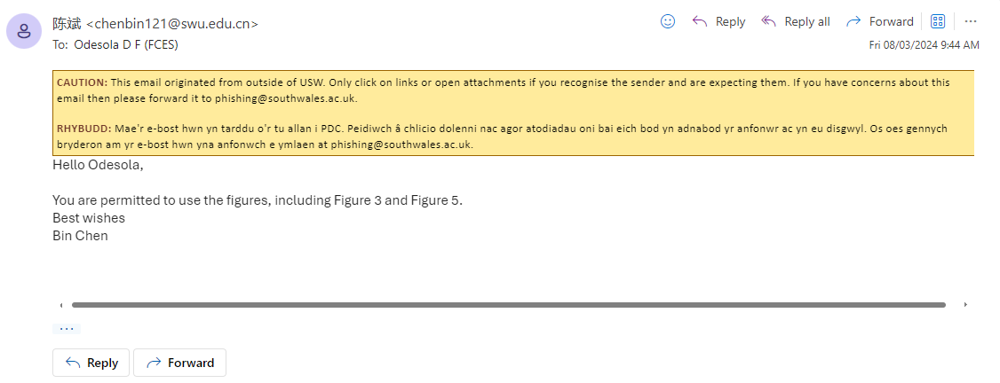 陈斌 <chenbin121@swu.edu.cn>
Reply
Reply all
Forward
To: Odesola D F (FCES)
Fri 08/03/2024 9:44 AM
CAUTION: This email originated from outside of USW. Only click on links or open attachments if you recognise the sender and are expecting them. If you have concerns about this
email then please forward it to phishing@southwales.ac.uk.
RHYBUDD: Mae'r e-bost hwn yn tarddu o'r tu allan i PDC. Peidiwch â chlicio dolenni nac agor atodiadau oni bai eich bod yn adnabod yr anfonwr ac yn eu disgwyl. Os oes gennych
bryderon am yr e-bost hwn yna anfonwch e ymlaen at phishing@southwales.ac.uk.
Hello Odesola,
You are permitted to use the figures, including Figure 3 and Figure 5.
Best wishes
Bin Chen
Reply
Forward